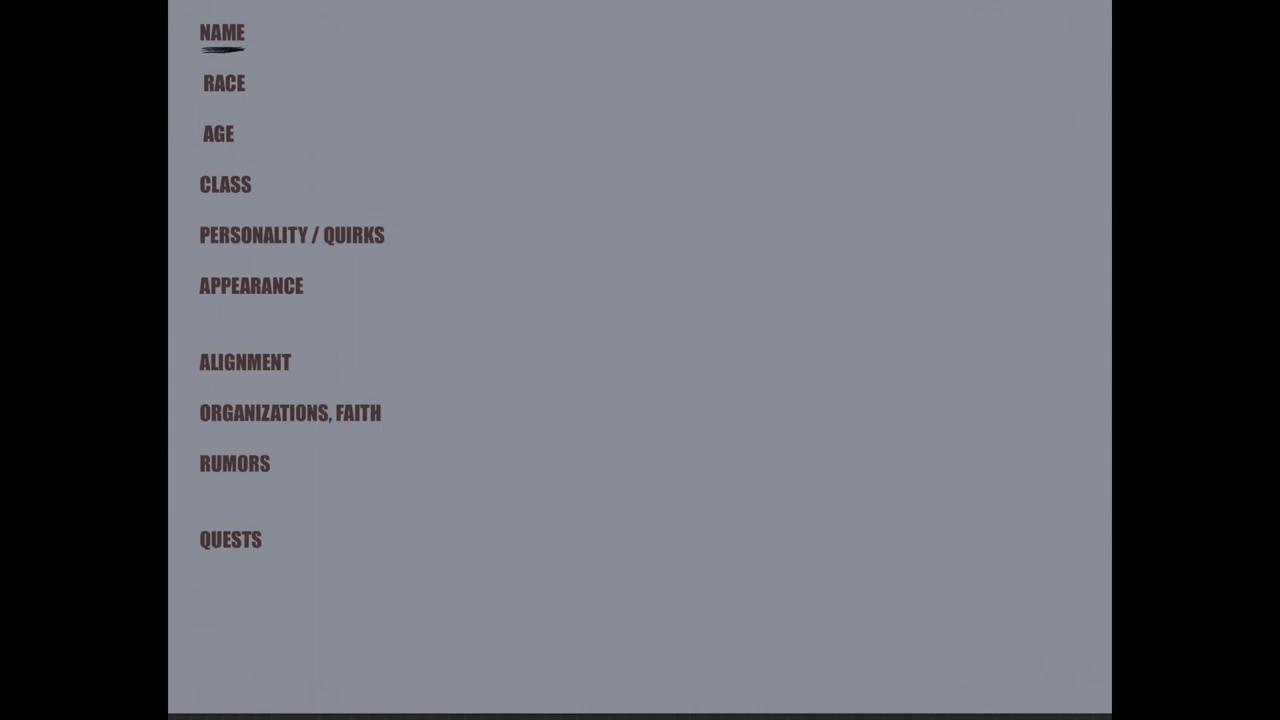 NAME
RACE
AGE
CLASS
PERSONALITY / QUIRKS
APPEARANCE
ALIGNMENT
ORGANIZATIONS, FAITH
RUMORS
QUESTS